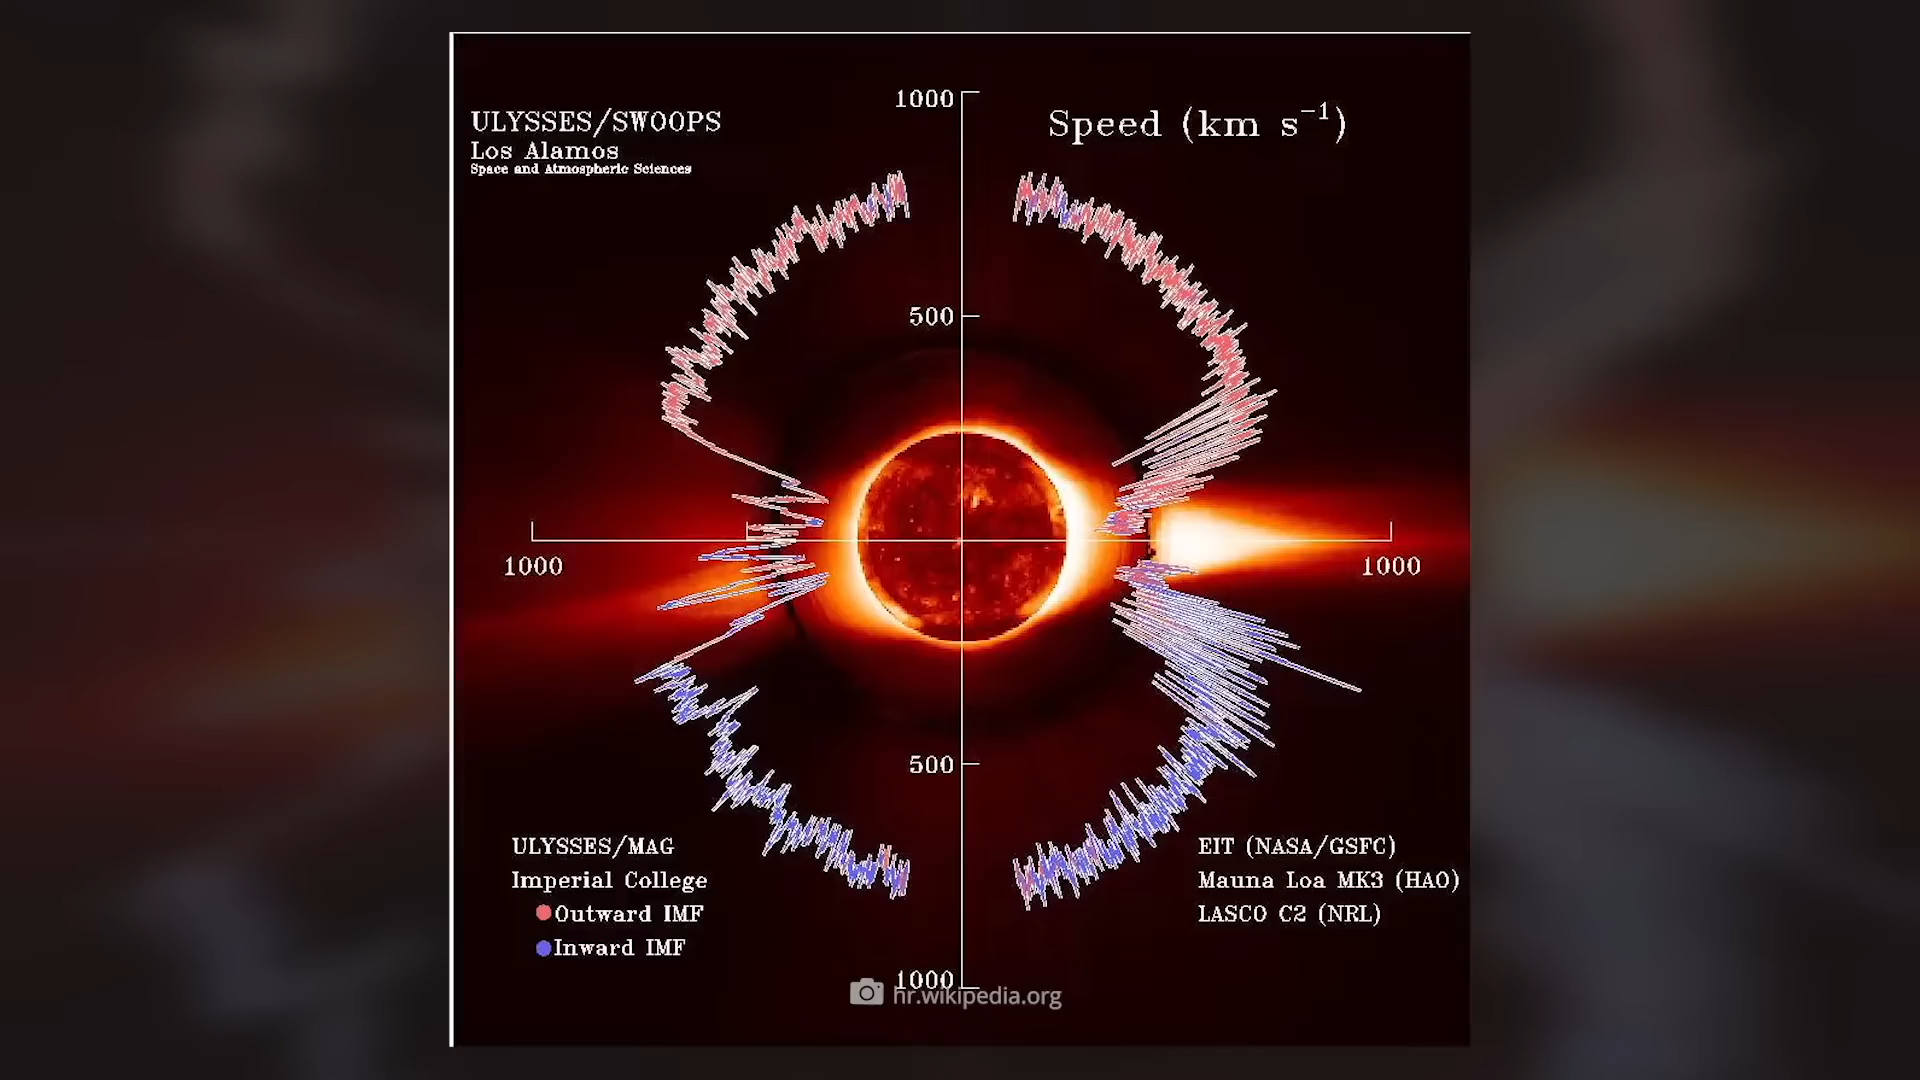 1000
Speed (km s⁻¹)
ULYSSES/SWOOPS
Los Alamos
Space and Atmospheric Sciences
500
1000
1000
500
ULYSSES/MAG
Imperial College
Outward IMF
Inward IMF
EIT (NASA/GSFC)
Mauna Loa MK3 (HAO)
LASCO C2 (NRL)
1000
hr.wikipedia.org